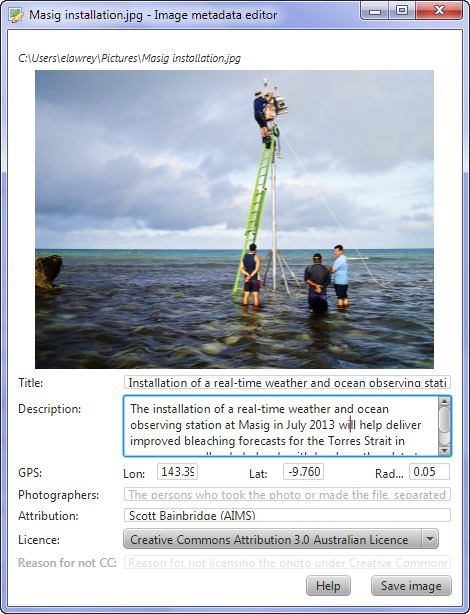 Masig installation.jpg - Image metadata editor
C:\Users\elawrey\Pictures\Masig installation.jpg
Title: Installation of a real-time weather and ocean observing stati
Description: The installation of a real-time weather and ocean
observing station at Masig in July 2013 will help deliver
improved bleaching forecasts for the Torres Strait in
GPS: Lon: 143.39 Lat: -9.760 Rad... 0.05
Photographers: The persons who took the photo or made the file. separated
Attribution: Scott Bainbridge (AIMS)
Licence: Creative Commons Attribution 3.0 Australian Licence
Reason for not CC: Reason for not licensing the photo under Creative Commons
Help Save image